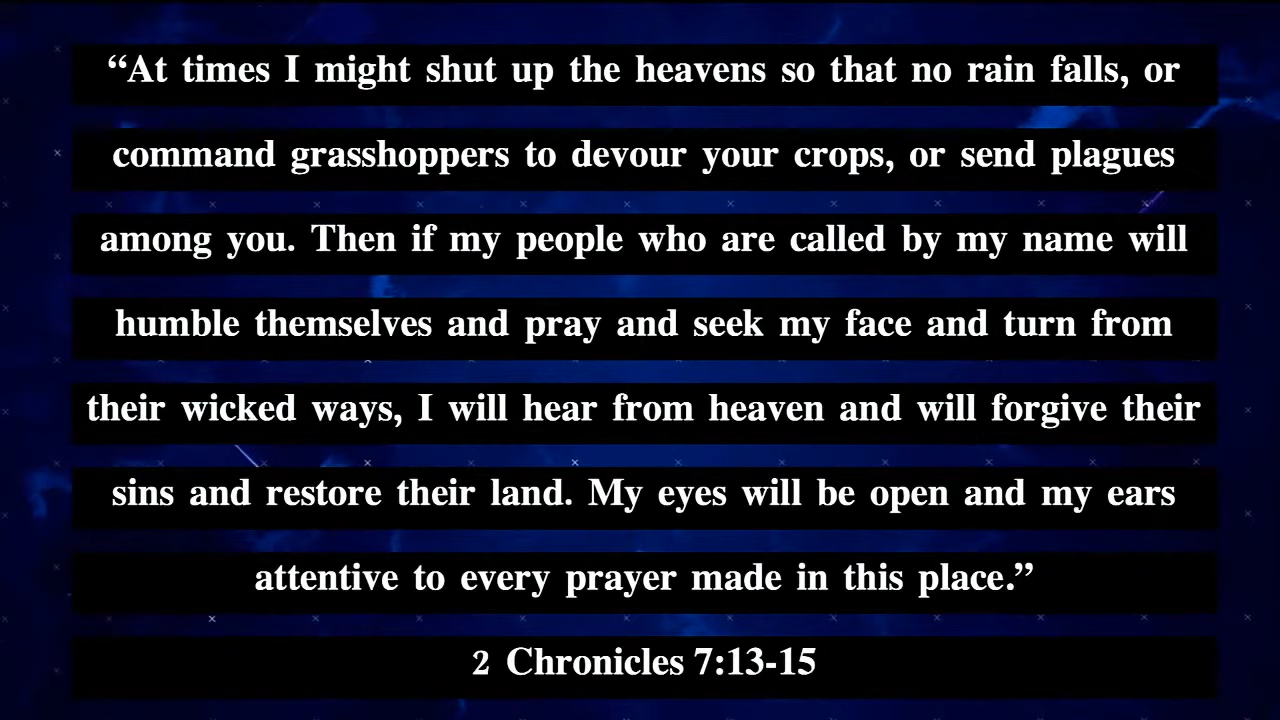 “At times I might shut up the heavens so that no rain falls, or
command grasshoppers to devour your crops, or send plagues
among you. Then if my people who are called by my name will
humble themselves and pray and seek my face and turn from
their wicked ways, I will hear from heaven and will forgive their
sins and restore their land. My eyes will be open and my ears
attentive to every prayer made in this place.”
2 Chronicles 7:13-15